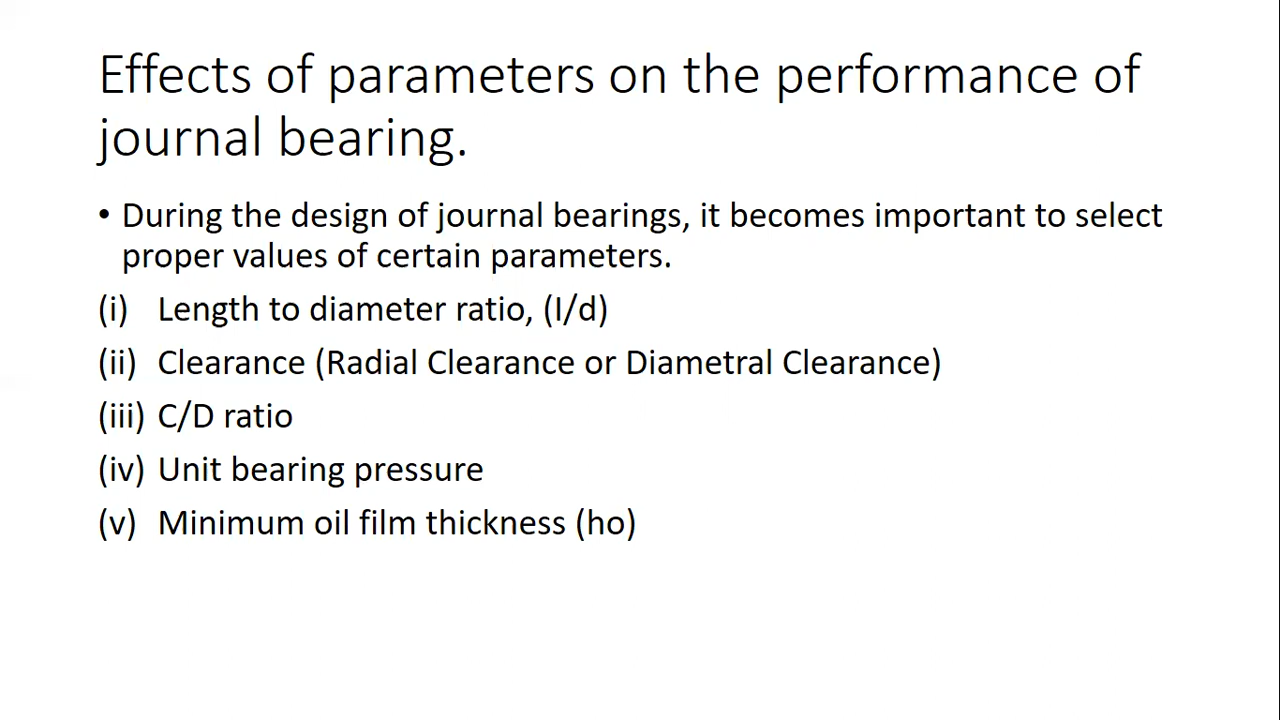 Effects of parameters on the performance of
journal bearing.
• During the design of journal bearings, it becomes important to select
proper values of certain parameters.
(i) Length to diameter ratio, (l/d)
(ii) Clearance (Radial Clearance or Diametral Clearance)
(iii) C/D ratio
(iv) Unit bearing pressure
(v) Minimum oil film thickness (ho)